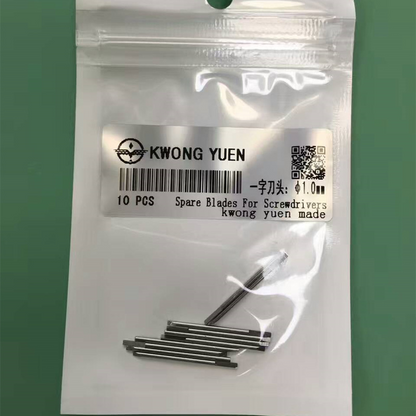 KWONG YUEN
一字刀头: φ1.0mm
10 PCS Spare Blades For Screwdrivers
kwong yuen made